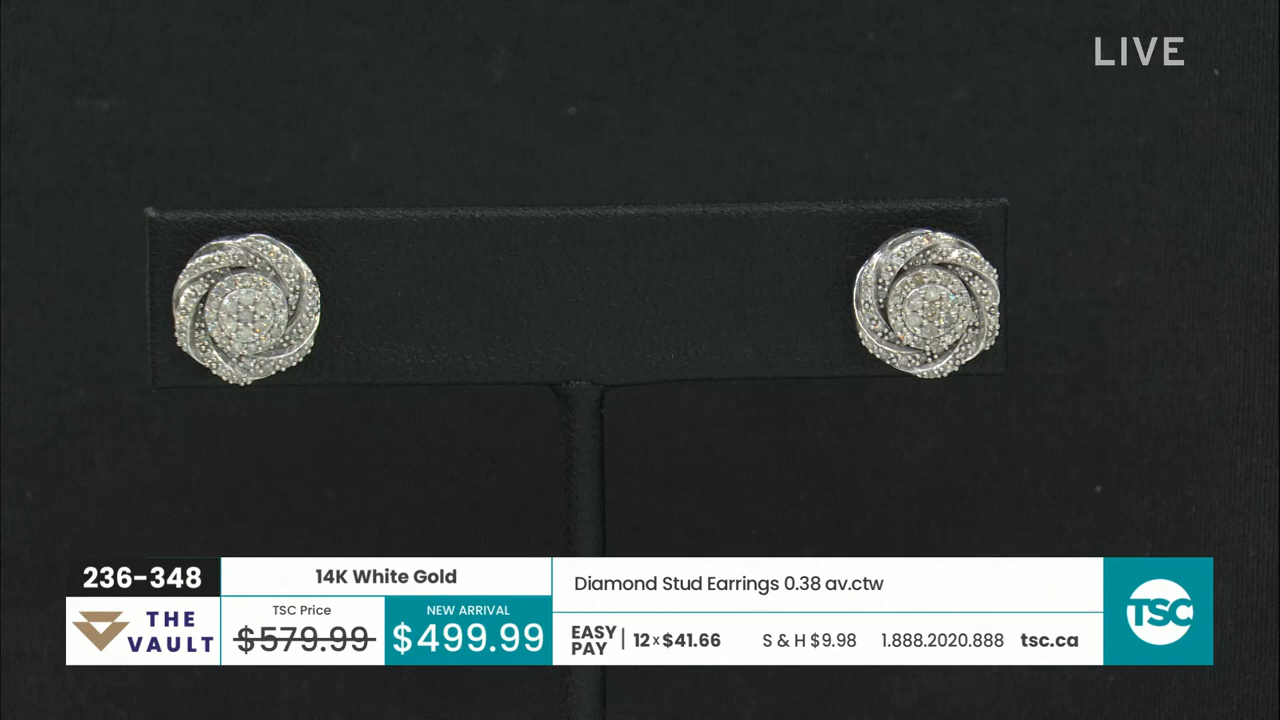 LIVE
236-348
14K White Gold
Diamond Stud Earrings 0.38 av.ctw
THE
VAULT
TSC Price
$579.99
NEW ARRIVAL
$499.99
EASY
PAY
12x$41.66
S & H $9.98
1.888.2020.888
tsc.ca
TSC